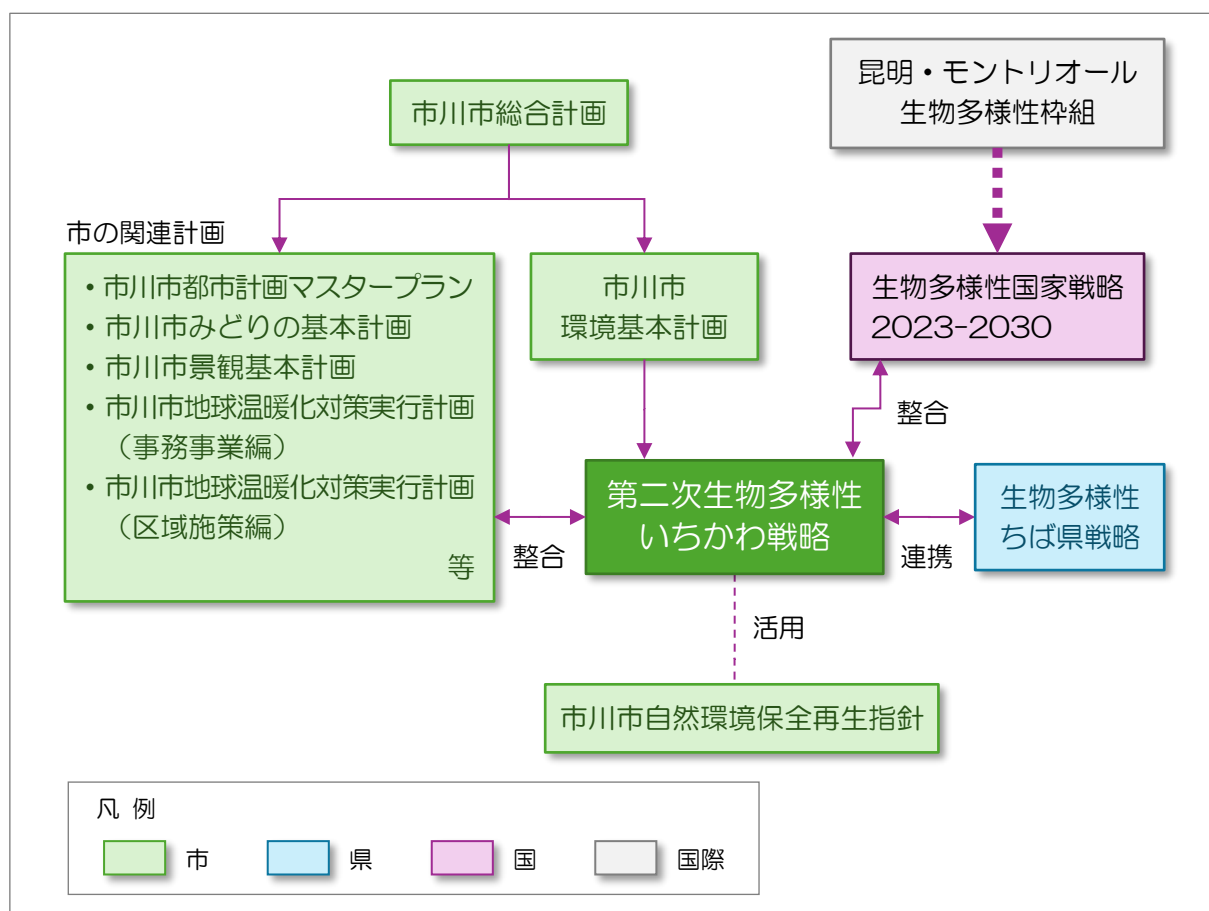 市川市総合計画
昆明・モントリオール
生物多様性枠組
市の関連計画
・市川市都市計画マスタープラン
・市川市みどりの基本計画
・市川市景観基本計画
・市川市地球温暖化対策実行計画
（事務事業編）
・市川市地球温暖化対策実行計画
（区域施策編）
等
市川市
環境基本計画
生物多様性国家戦略
2023-2030
整合
整合
第二次生物多様性
いちかわ戦略
連携
生物多様性
ちば県戦略
活用
市川市自然環境保全再生指針
凡 例
市
県
国
国際